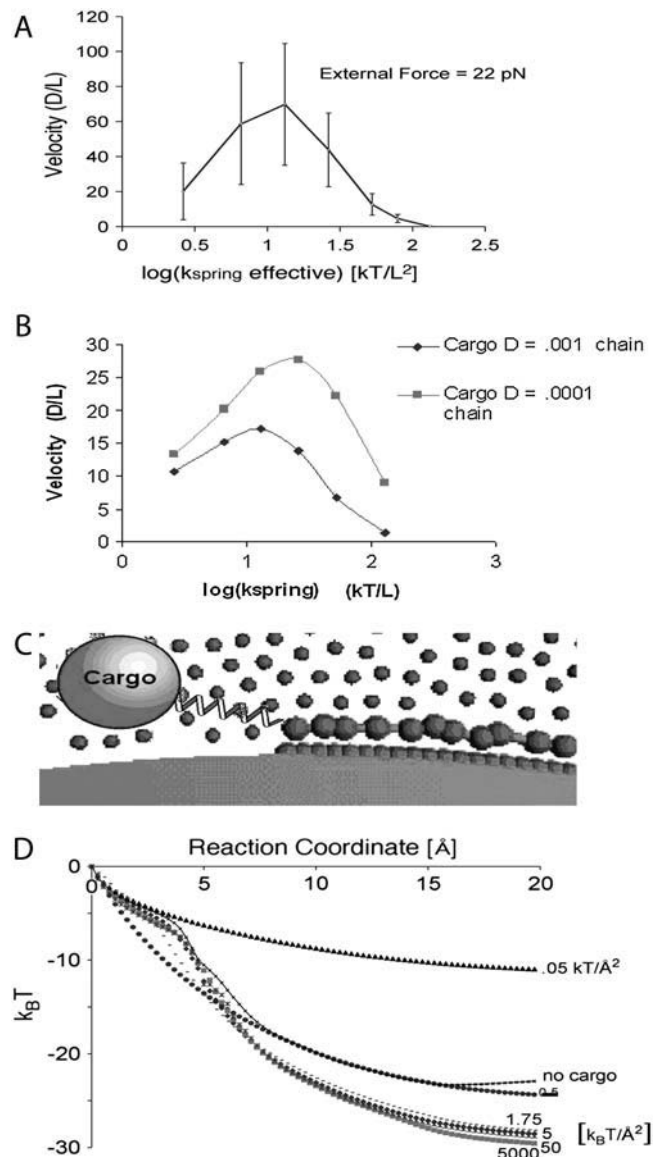 A
120
100
80
60
40
20
0
Velocity (D/L)
External Force = 22 pN
0 0.5 1 1.5 2 2.5
log(kspring effective) [kT/L²]
B
30
25
20
15
10
5
0
Velocity (D/L)
Cargo D = .001 chain
Cargo D = .0001
chain
0 1 2 3
log(kspring) (kT/L)
C
Cargo
D
Reaction Coordinate [Å]
0
0 5 10 15 20
-10
-20
-30
kBT
.05 kT/Å²
no cargo
0.5
1.75
5 [kBT/Å²]
500050